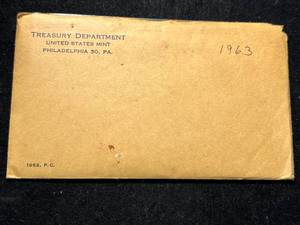 TREASURY DEPARTMENT
UNITED STATES MINT
PHILADELPHIA 30, PA.
1963
1963. P.C.